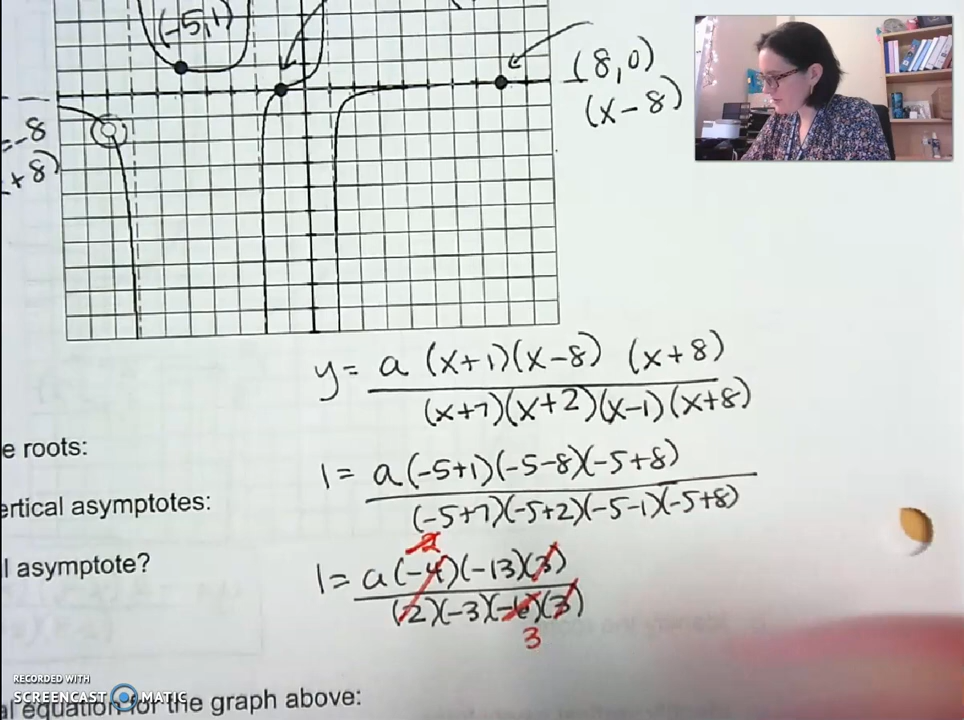 (-5,1)
(8,0)
(x-8)
=-8
+8)
y= a (x+1)(x-8) (x+8)
(x+7)(x+2)(x-1)(x+8)
e roots:
1= a(-5+1)(-5-8)(-5+8)
(-5+7)(-5+2)(-5-1)(-5+8)
ertical asymptotes:
l asymptote?
1= a(-4)(-13)(3)
(2)(-3)(-6)(3)
3
RECORDED WITH
SCREENCAST MATIC
al equation for the graph above: